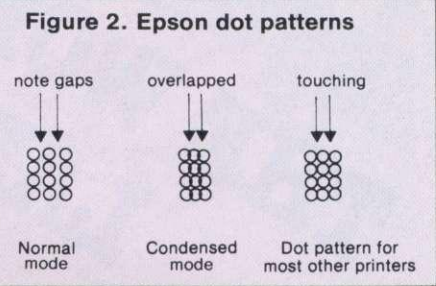 Figure 2. Epson dot patterns
note gaps
overlapped
touching
Normal
mode
Condensed
mode
Dot pattern for
most other printers